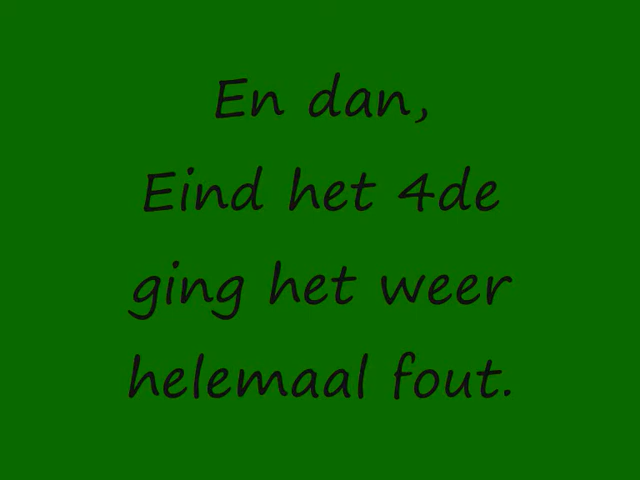 En dan,
Eind het 4de
ging het weer
helemaal fout.